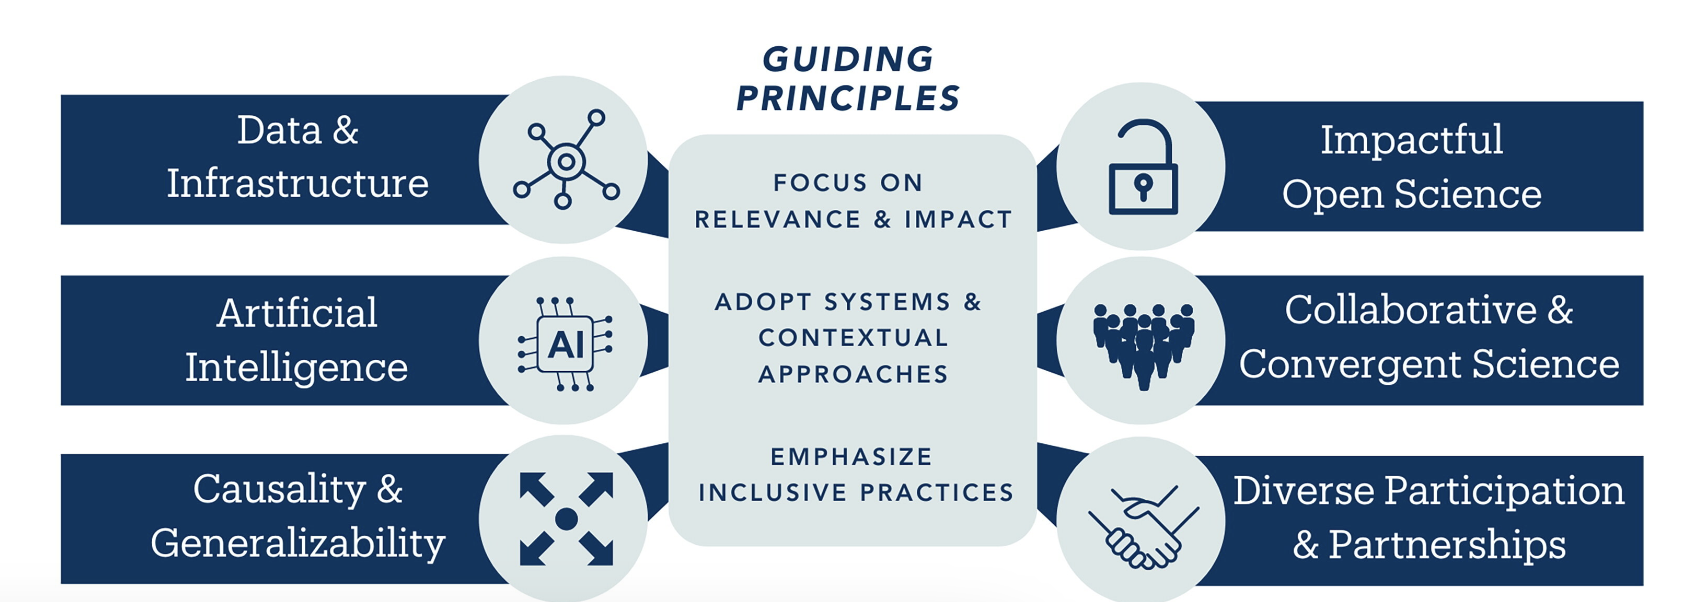 GUIDING
PRINCIPLES
Data &
Infrastructure
Artificial
Intelligence
AI
Causality &
Generalizability
FOCUS ON
RELEVANCE & IMPACT
ADOPT SYSTEMS &
CONTEXTUAL
APPROACHES
EMPHASIZE
INCLUSIVE PRACTICES
Impactful
Open Science
Collaborative &
Convergent Science
Diverse Participation
& Partnerships